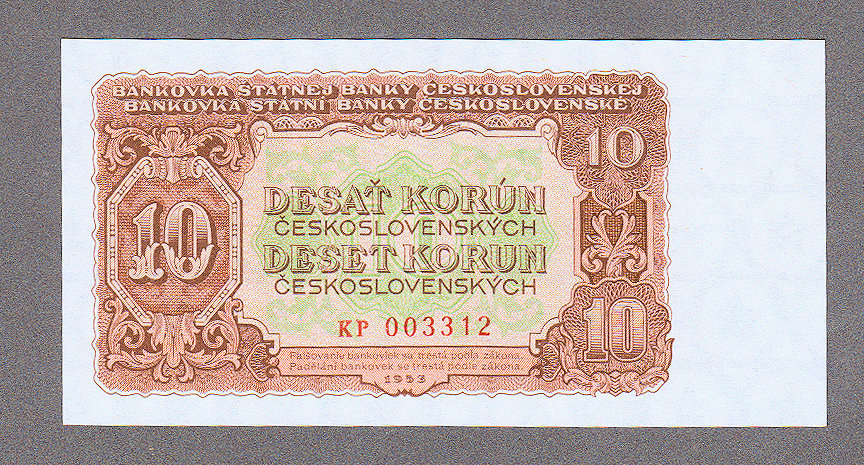 BANKOVKA ŠTÁTNEJ BANKY ČESKOSLOVENSKEJ
BANKOVKA STÁTNÍ BANKY ČESKOSLOVENSKÉ
10
10
DESAŤ KORÚN
ČESKOSLOVENSKÝCH
DESET KORUN
ČESKOSLOVENSKÝCH
10
KP 003312
Falšovanie bankoviek sa trestá podľa zákona.
Padělání bankovek se trestá podle zákona.
1953